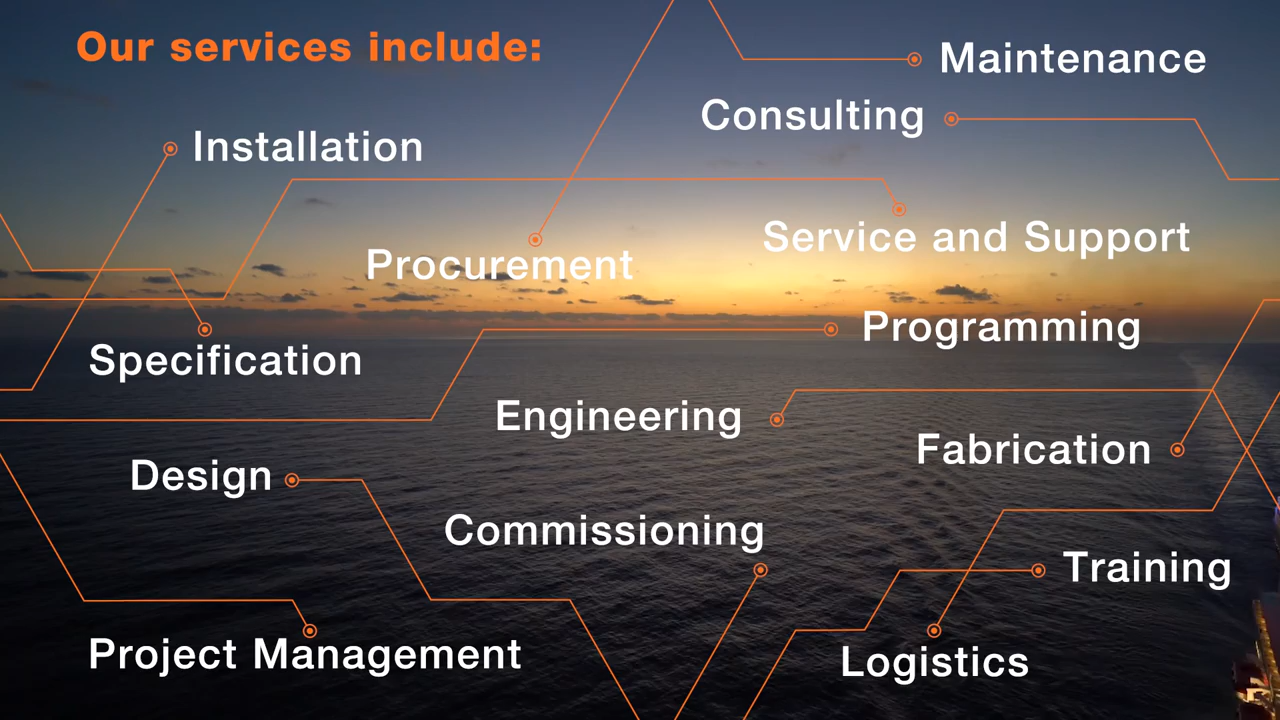 Our services include:
Maintenance
Consulting
Installation
Service and Support
Procurement
Programming
Specification
Engineering
Fabrication
Design
Commissioning
Training
Project Management
Logistics